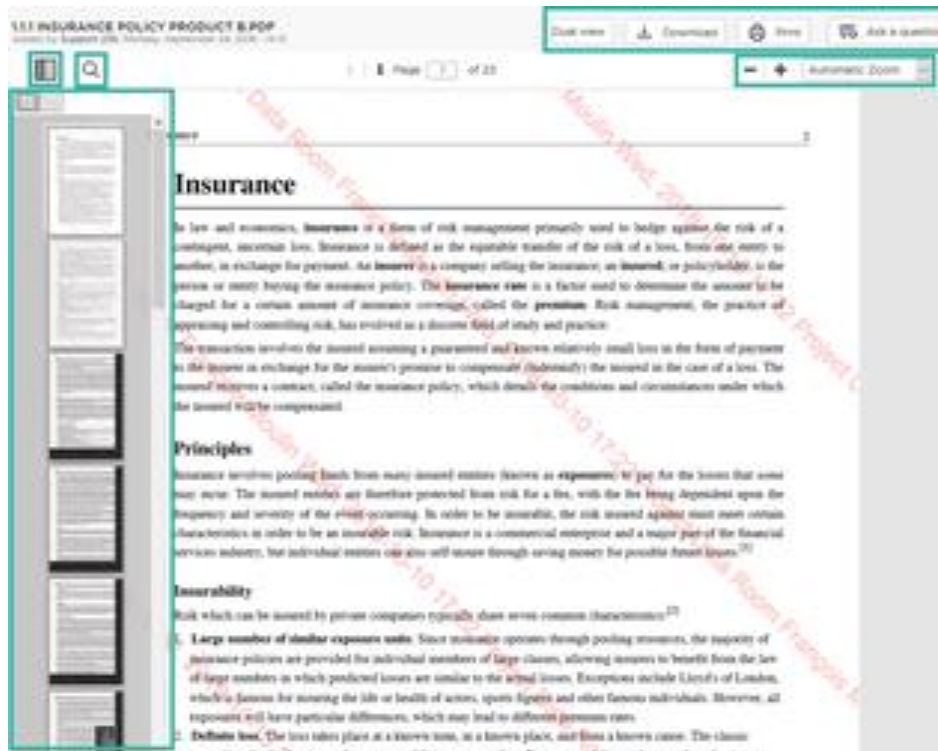 1.1.1 INSURANCE POLICY PRODUCT B.PDF
Dual view Download Print Ask a question
Page 1 of 23
Automatic Zoom
2
Insurance
In law and economics, insurance is a form of risk management primarily used to hedge against the risk of a
contingent, uncertain loss. Insurance is defined as the equitable transfer of the risk of a loss, from one entity to
another, in exchange for payment. An insurer is a company selling the insurance; an insured, or policyholder, is the
person or entity buying the insurance policy. The insurance rate is a factor used to determine the amount to be
charged for a certain amount of insurance coverage, called the premium. Risk management, the practice of
appraising and controlling risk, has evolved as a discrete field of study and practice.
The transaction involves the insured assuming a guaranteed and known relatively small loss in the form of payment
to the insurer in exchange for the insurer's promise to compensate (indemnify) the insured in the case of a loss. The
insured receives a contract, called the insurance policy, which details the conditions and circumstances under which
the insured will be compensated.
Principles
Insurance involves pooling funds from many insured entities (known as exposures) to pay for the losses that some
may incur. The insured entities are therefore protected from risk for a fee, with the fee being dependent upon the
frequency and severity of the event occurring. In order to be insurable, the risk insured against must meet certain
characteristics in order to be an insurable risk. Insurance is a commercial enterprise and a major part of the financial
services industry, but individual entities can also self-insure through saving money for possible future losses.[1]
Insurability
Risk which can be insured by private companies typically share seven common characteristics:[2]
1. Large number of similar exposure units: Since insurance operates through pooling resources, the majority of
insurance policies are provided for individual members of large classes, allowing insurers to benefit from the law
of large numbers in which predicted losses are similar to the actual losses. Exceptions include Lloyd's of London,
which is famous for insuring the life or health of actors, sports figures and other famous individuals. However, all
exposures will have particular differences, which may lead to different premium rates.
2. Definite loss: The loss takes place at a known time, in a known place, and from a known cause. The classic